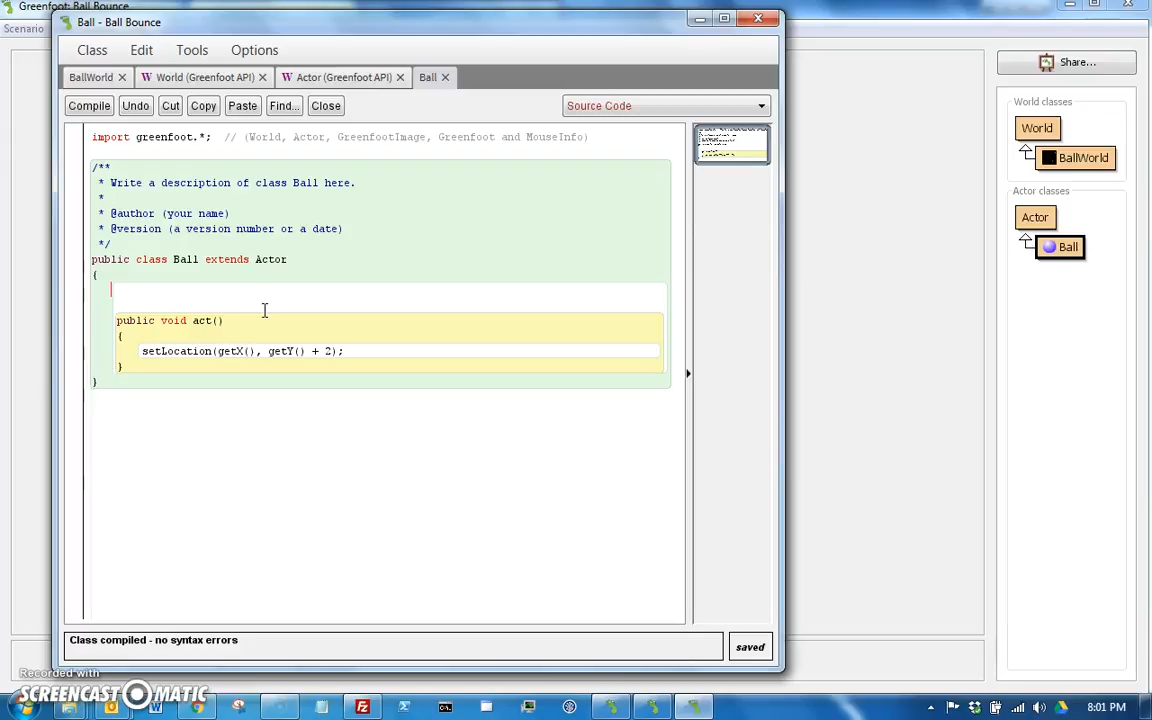 Greenfoot: Ball Bounce
Scenario
Ball - Ball Bounce
Class Edit Tools Options
BallWorld World (Greenfoot API) Actor (Greenfoot API) Ball
Compile Undo Cut Copy Paste Find... Close Source Code
import greenfoot.*;  // (World, Actor, GreenfootImage, Greenfoot and MouseInfo)
/**
 * Write a description of class Ball here.
 *
 * @author (your name)
 * @version (a version number or a date)
 */
public class Ball extends Actor
{
public void act()
{
setLocation(getX(), getY() + 2);
}
}
Class compiled - no syntax errors
saved
Share...
World classes
World
BallWorld
Actor classes
Actor
Ball
Recorded with
SCREENCAST-O-MATIC
8:01 PM